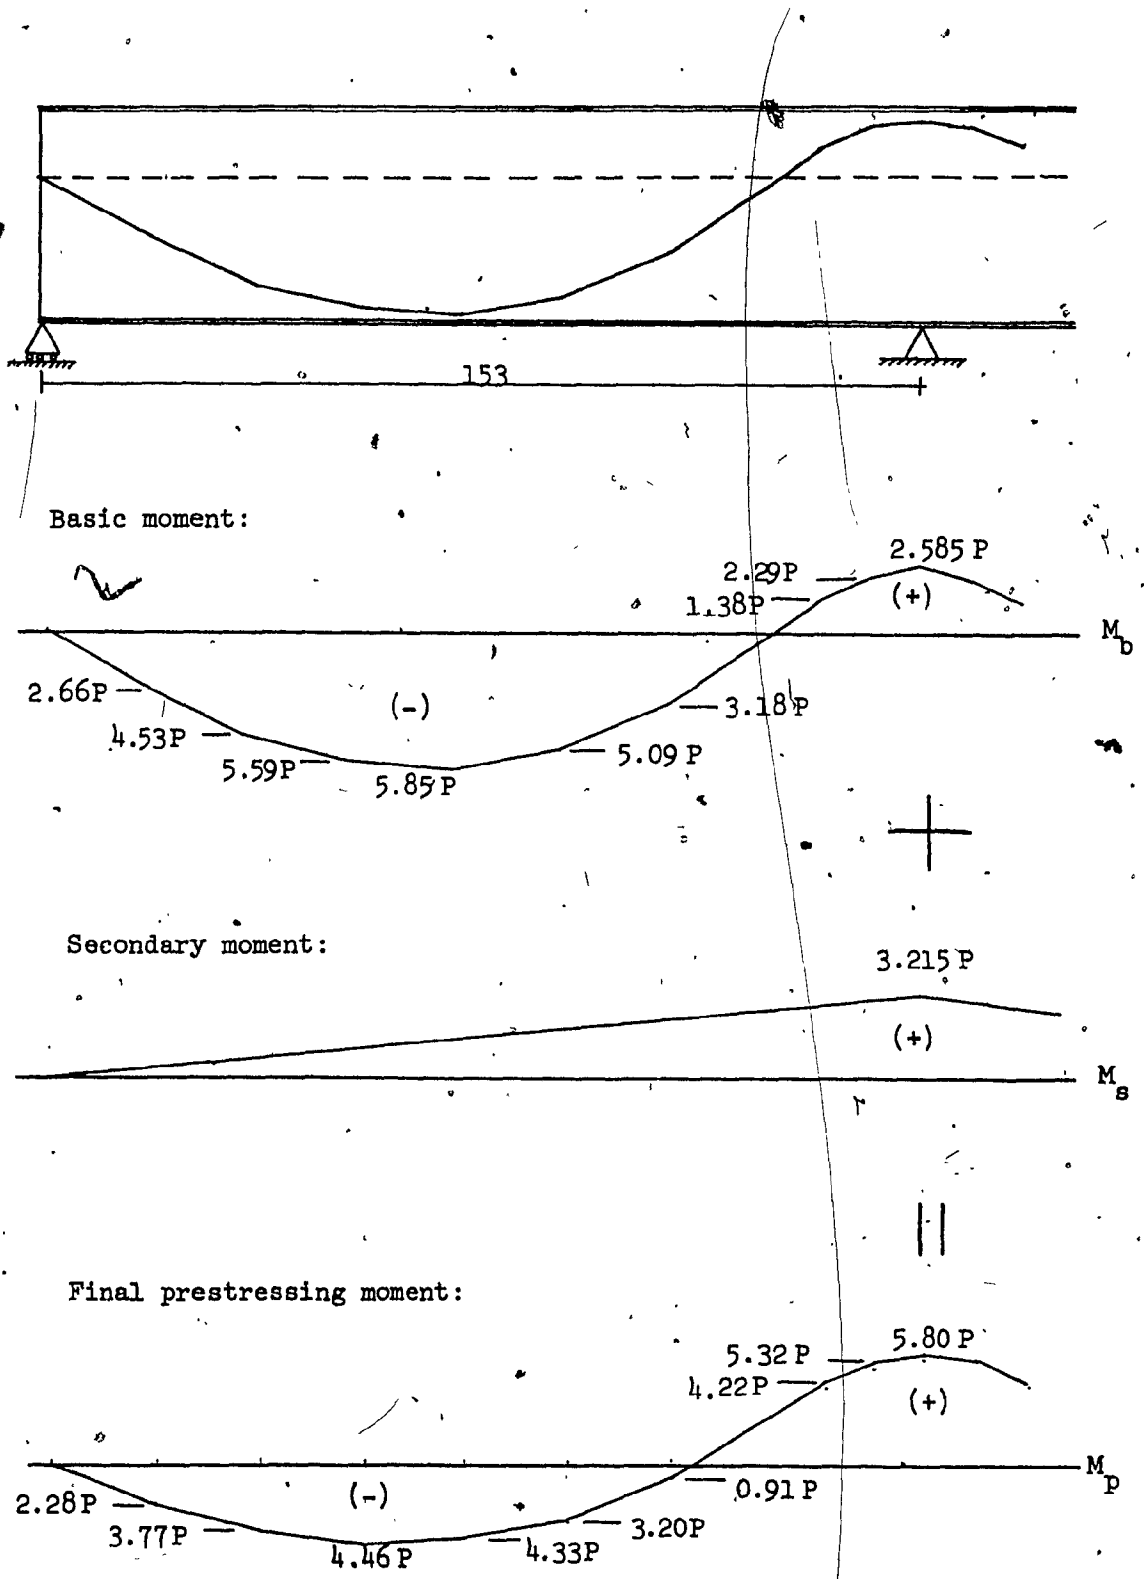 153
Basic moment:
2.585 P
2.29P
(+)
1.38P
M_b
2.66P
(-)
3.18 P
4.53P
5.09 P
5.59P
5.85 P
Secondary moment:
3.215 P
(+)
M_s
Final prestressing moment:
5.80 P
5.32 P
4.22P
(+)
M_p
0.91 P
2.28P
(-)
3.20P
3.77P
4.33P
4.46 P